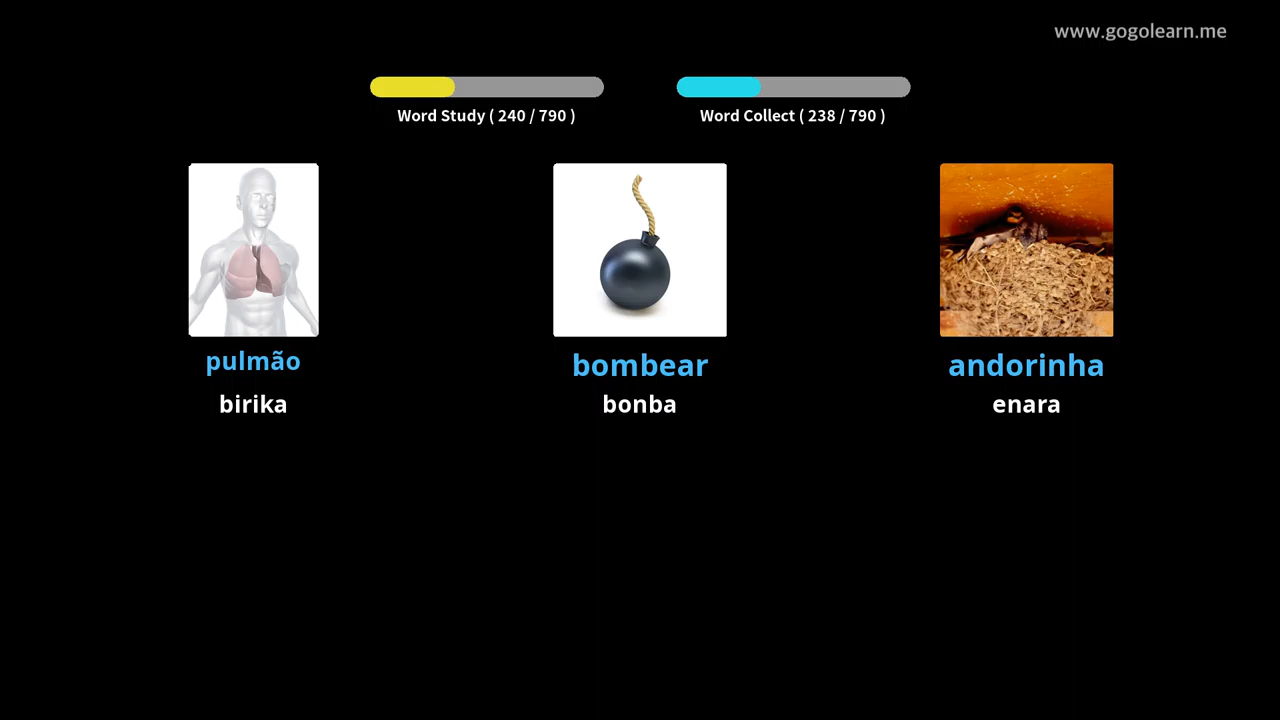 www.gogolearn.me
Word Study ( 240 / 790 )
Word Collect ( 238 / 790 )
pulmão
birika
bombear
bonba
andorinha
enara